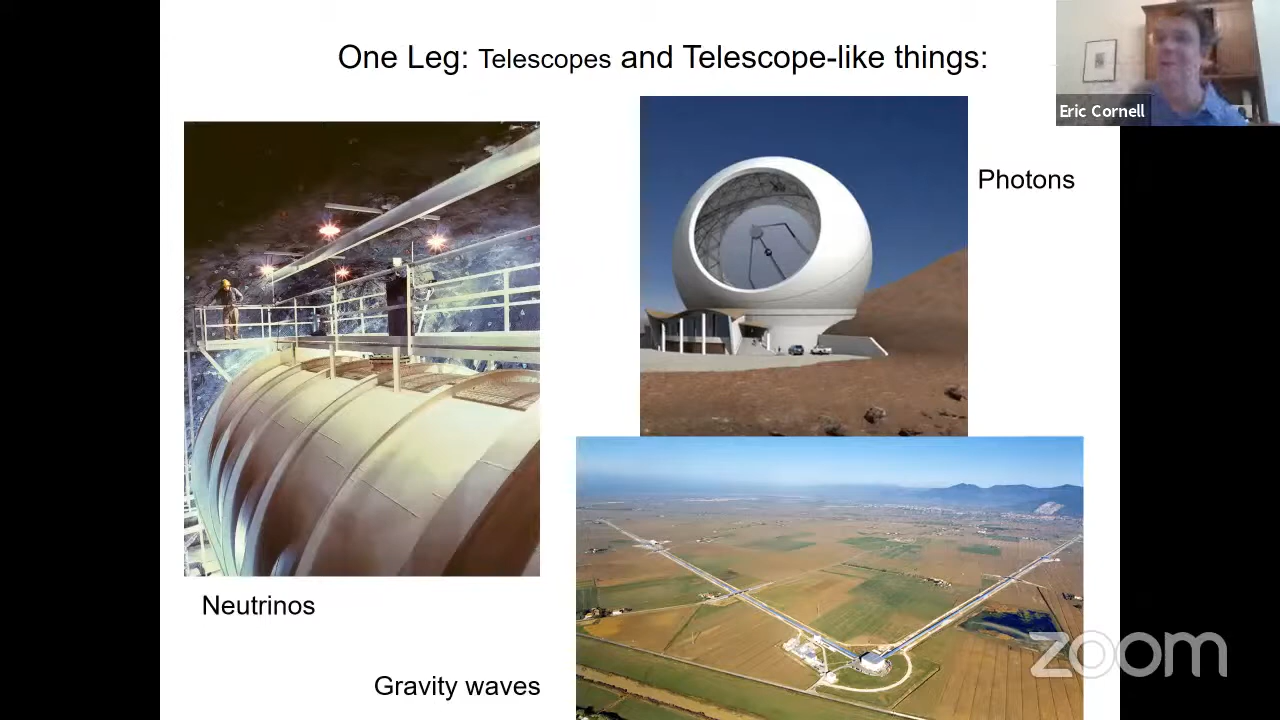 One Leg: Telescopes and Telescope-like things:
Eric Cornell
Photons
Neutrinos
Gravity waves
zoom